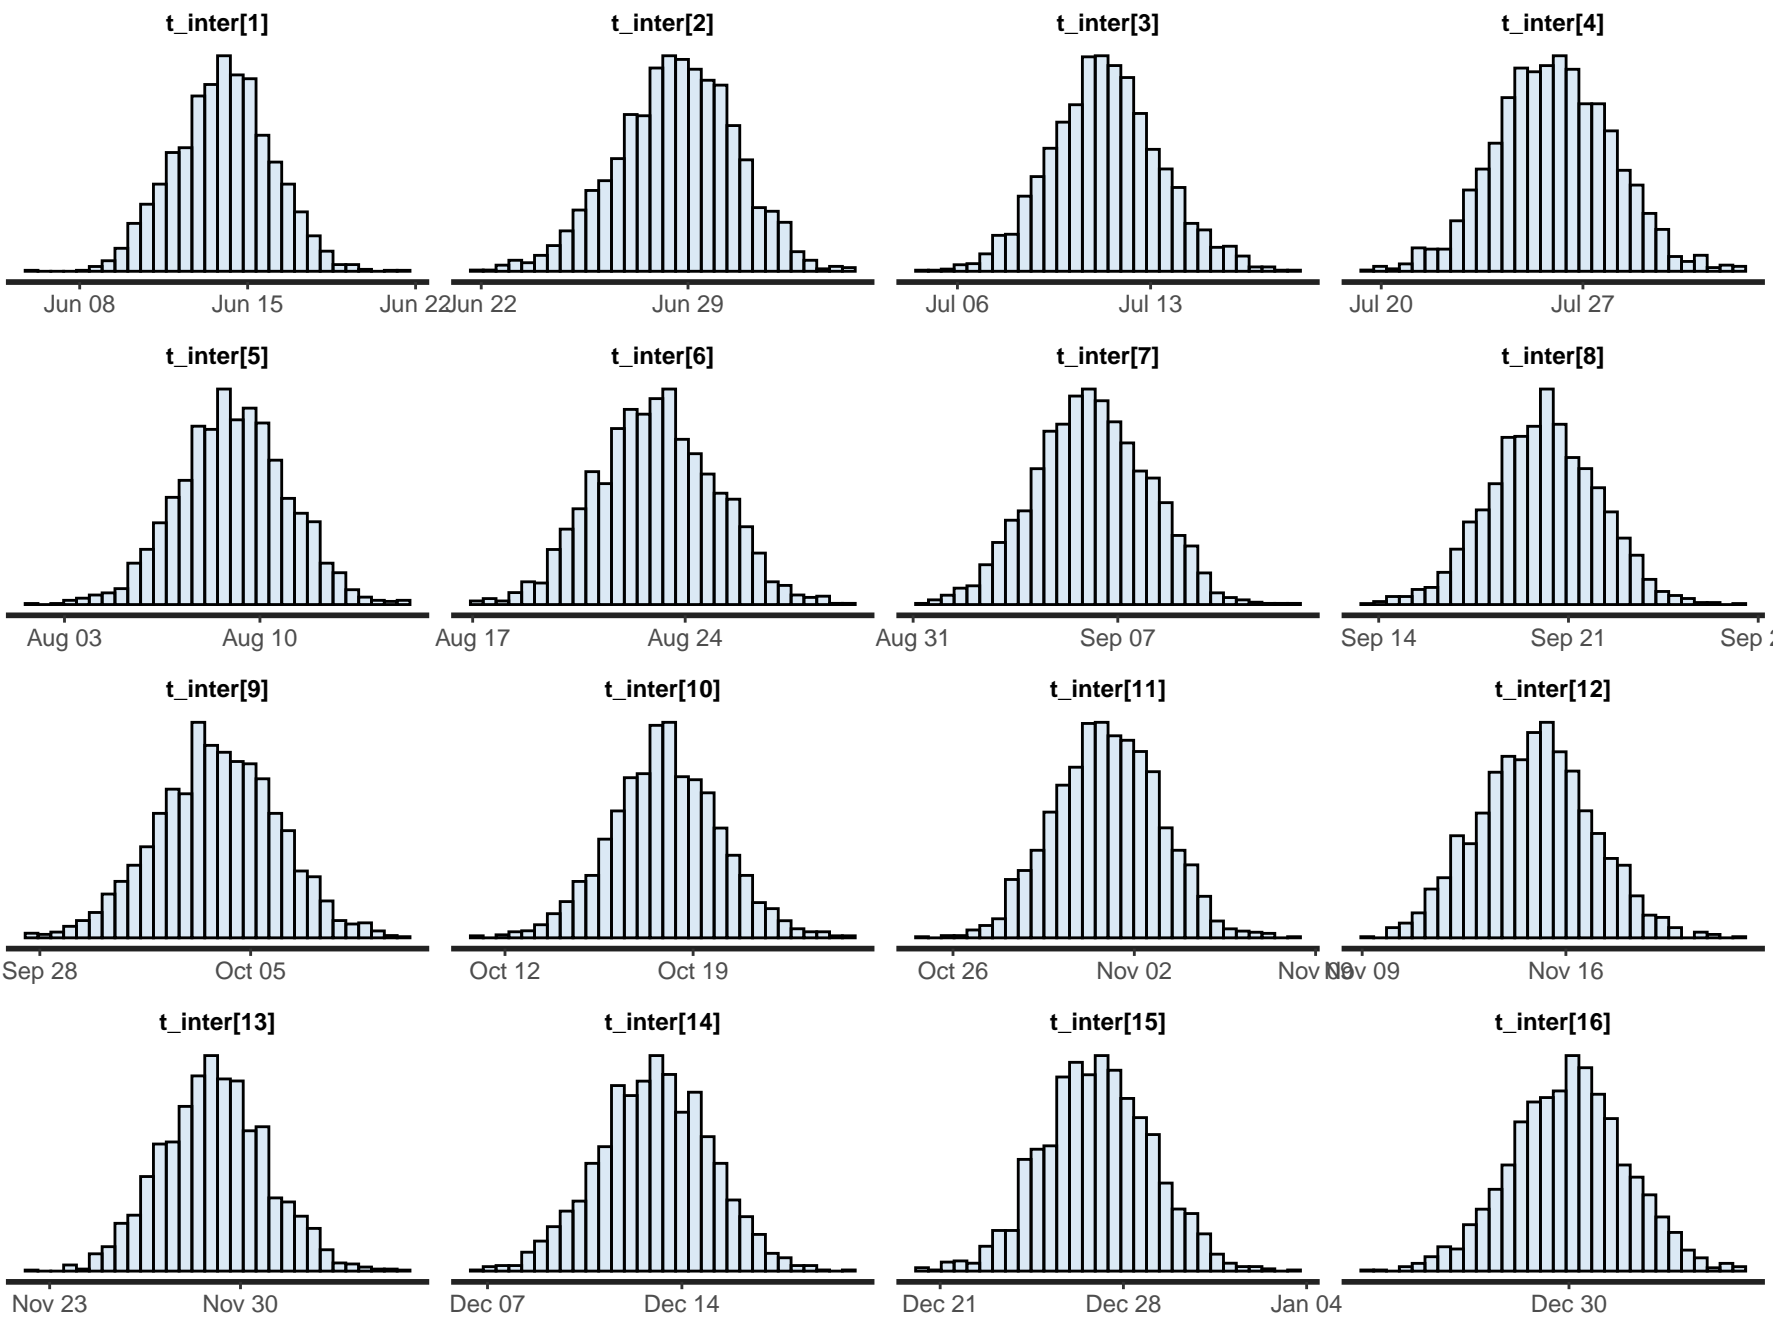 t_inter[1] t_inter[2] t_inter[3] t_inter[4]
Jun 08 Jun 15 Jun 22 Jun 22 Jun 29 Jul 06 Jul 13 Jul 20 Jul 27
t_inter[5] t_inter[6] t_inter[7] t_inter[8]
Aug 03 Aug 10 Aug 17 Aug 24 Aug 31 Sep 07 Sep 14 Sep 21 Sep
t_inter[9] t_inter[10] t_inter[11] t_inter[12]
Sep 28 Oct 05 Oct 12 Oct 19 Oct 26 Nov 02 Nov 09 Nov 09 Nov 16
t_inter[13] t_inter[14] t_inter[15] t_inter[16]
Nov 23 Nov 30 Dec 07 Dec 14 Dec 21 Dec 28 Jan 04 Dec 30